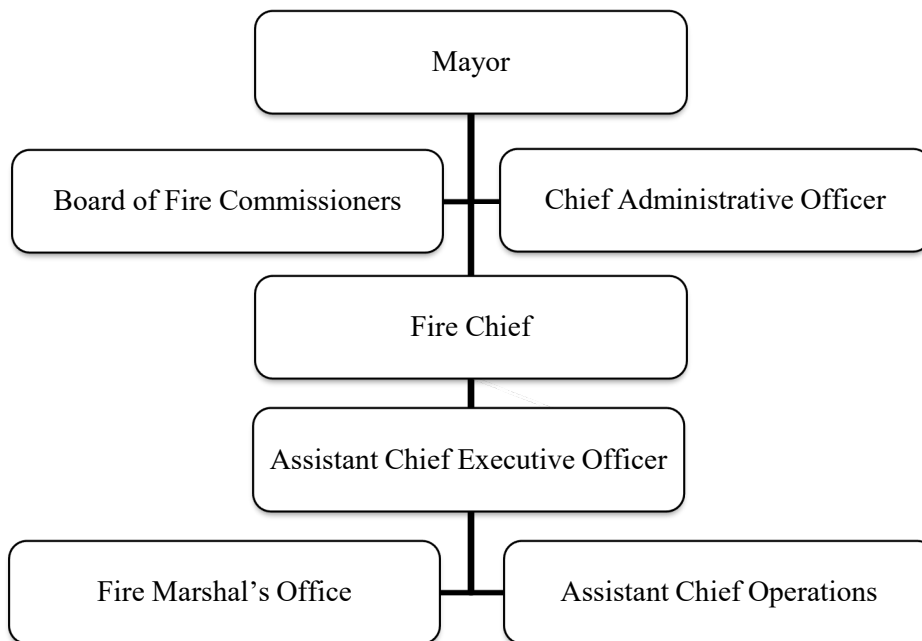 Mayor
Board of Fire Commissioners
Chief Administrative Officer
Fire Chief
Assistant Chief Executive Officer
Fire Marshal’s Office
Assistant Chief Operations